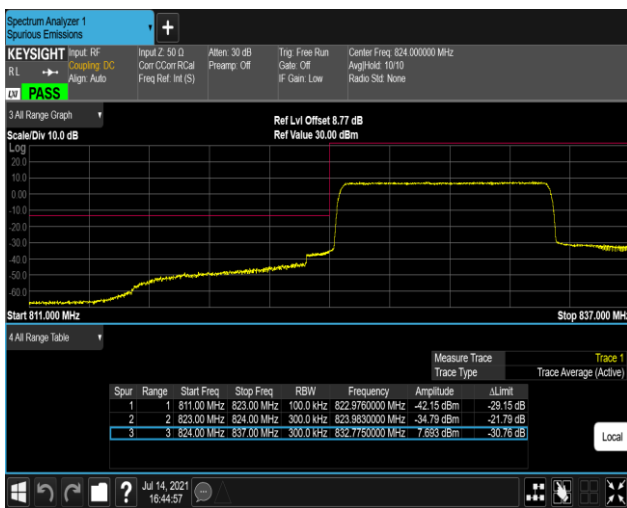 Spectrum Analyzer 1
Spurious Emissions
KEYSIGHT Input: RF Input Z: 50 Ω Atten: 30 dB Trig: Free Run Center Freq: 824.000000 MHz
RL Coupling: DC Corr CCorr RCal Preamp: Off Gate: Off Avg|Hold: 10/10
Align: Auto Freq Ref: Int (S) IF Gain: Low Radio Std: None
LXI PASS
3 All Range Graph
Ref Lvl Offset 8.77 dB
Scale/Div 10.0 dB Ref Value 30.00 dBm
Log
20.0
10.0
0.00
-10.0
-20.0
-30.0
-40.0
-50.0
-60.0
Start 811.000 MHz Stop 837.000 MHz
4 All Range Table
Measure Trace Trace 1
Trace Type Trace Average (Active)
Spur Range Start Freq Stop Freq RBW Frequency Amplitude ΔLimit
1 1 811.00 MHz 823.00 MHz 100.0 kHz 822.9760000 MHz -42.15 dBm -29.15 dB
2 2 823.00 MHz 824.00 MHz 300.0 kHz 823.9830000 MHz -34.79 dBm -21.79 dB
3 3 824.00 MHz 837.00 MHz 300.0 kHz 832.7750000 MHz 7.693 dBm -30.76 dB
Local
? Jul 14, 2021
16:44:57